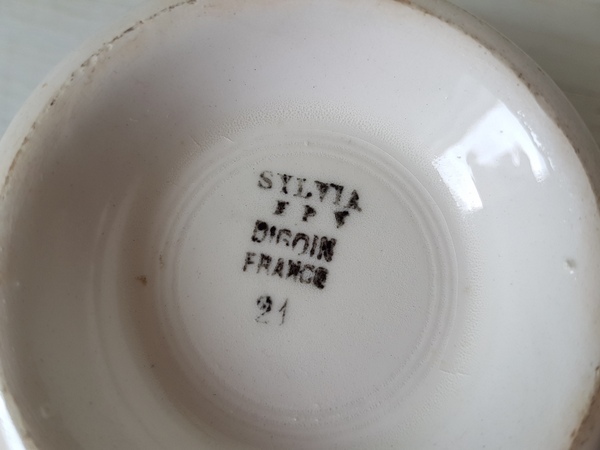 SYLVIA
F P V
DIGOIN
FRANCE
21